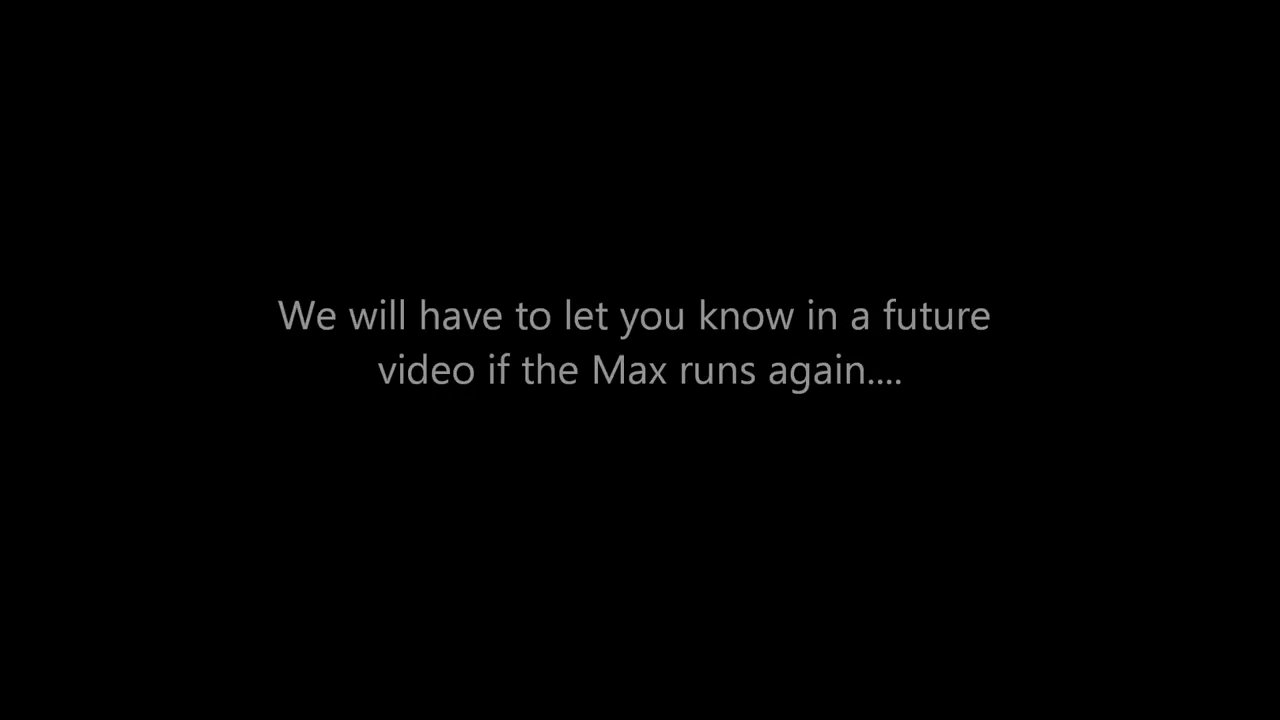 We will have to let you know in a future
video if the Max runs again....